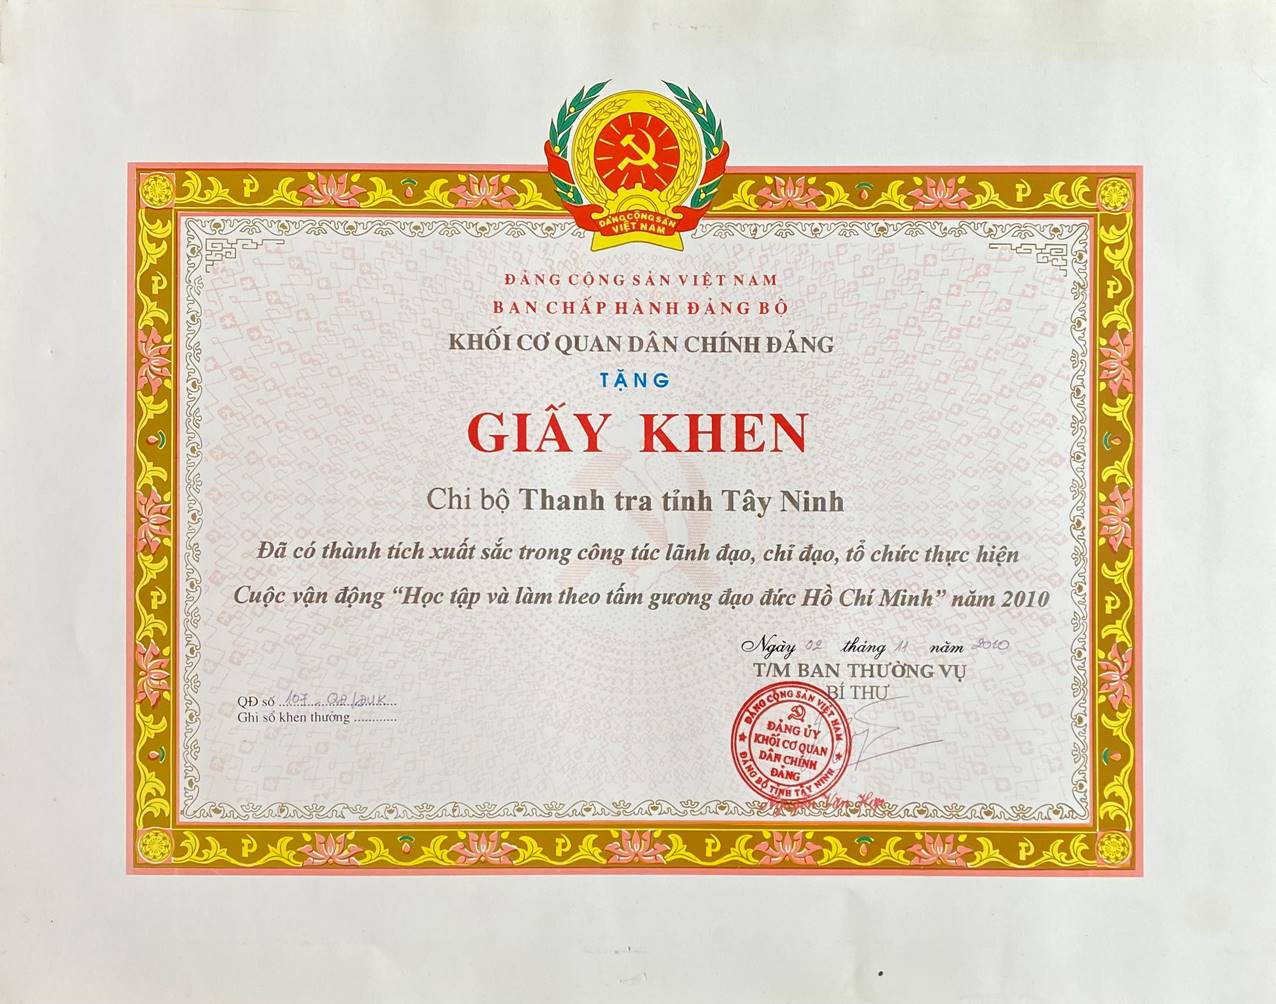 ĐẢNG CỘNG SẢN
VIỆT NAM
ĐẢNG CỘNG SẢN VIỆT NAM
BAN CHẤP HÀNH ĐẢNG BỘ
KHỐI CƠ QUAN DÂN CHÍNH ĐẢNG
TẶNG
GIẤY KHEN
Chi bộ Thanh tra tỉnh Tây Ninh
Đã có thành tích xuất sắc trong công tác lãnh đạo, chỉ đạo, tổ chức thực hiện
Cuộc vận động “Học tập và làm theo tấm gương đạo đức Hồ Chí Minh” năm 2010
Ngày 02 tháng 11 năm 2010
T/M BAN THƯỜNG VỤ
BÍ THƯ
QĐ số 107 - QĐ/ĐUK
Ghi sổ khen thưởng ............
ĐẢNG CỘNG SẢN VIỆT NAM
ĐẢNG ỦY
KHỐI CƠ QUAN
DÂN CHÍNH
ĐẢNG
ĐẢNG BỘ TỈNH TÂY NINH
Nguyễn Văn